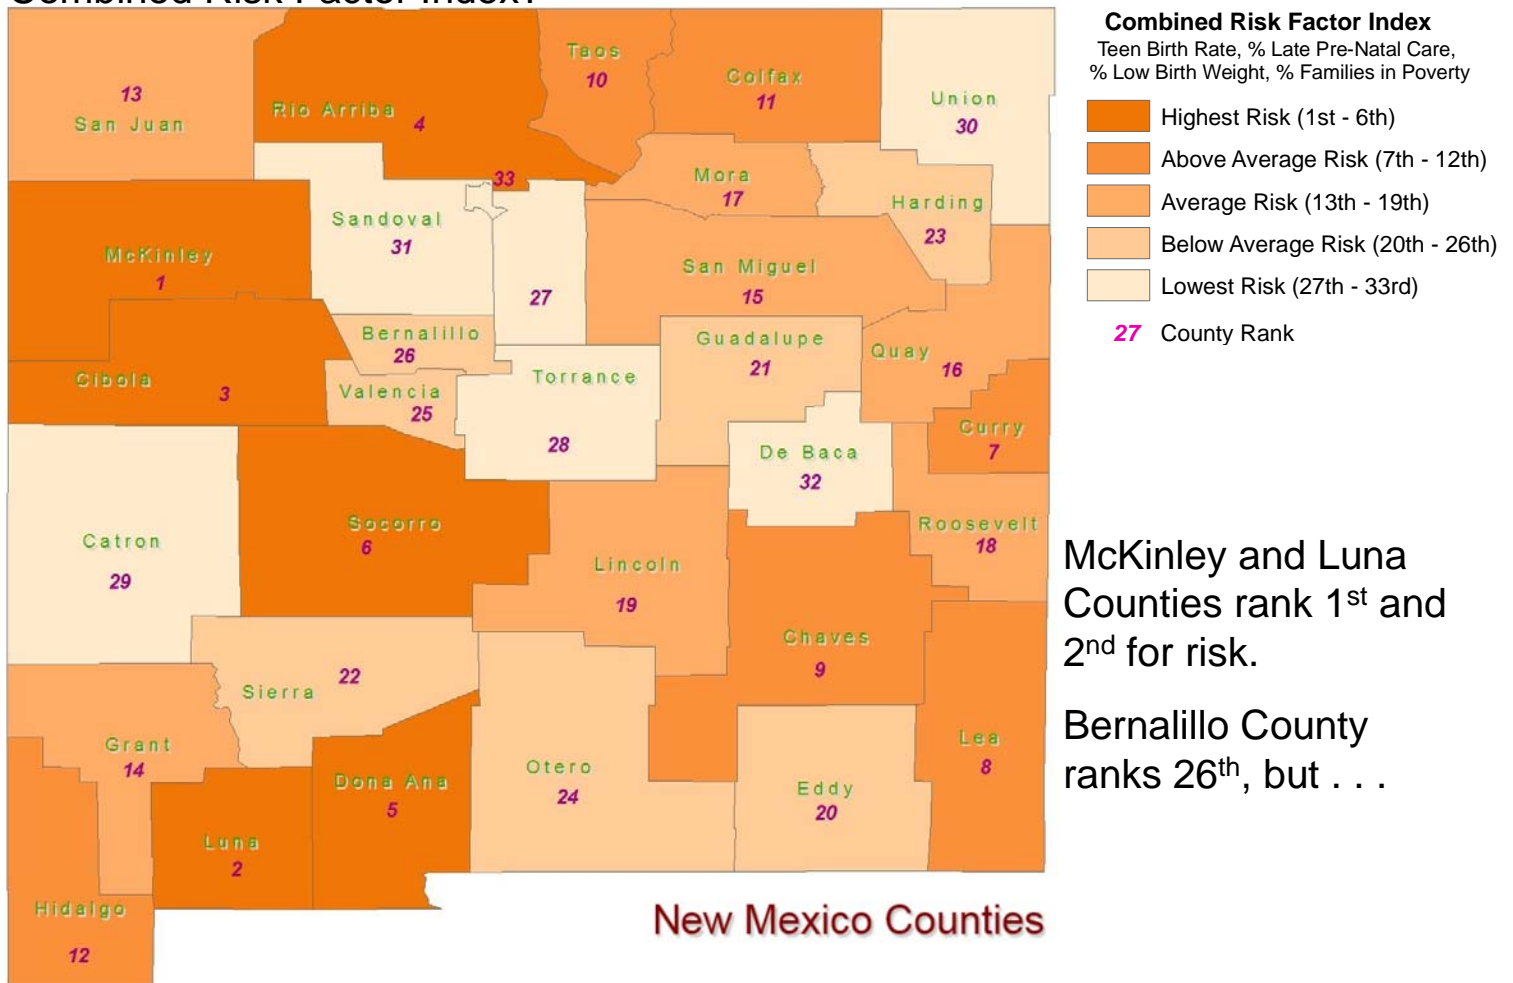 Combined Risk Factor Index?
Combined Risk Factor Index
Teen Birth Rate, % Late Pre-Natal Care,
% Low Birth Weight, % Families in Poverty
Highest Risk (1st - 6th)
Above Average Risk (7th - 12th)
Average Risk (13th - 19th)
Below Average Risk (20th - 26th)
Lowest Risk (27th - 33rd)
27 County Rank
13
San Juan
Rio Arriba
4
Taos
10
Colfax
11
Union
30
33
Mora
17
Harding
23
Sandoval
31
McKinley
1
27
San Miguel
15
Bernalillo
26
Guadalupe
21
Quay
16
Cibola
3
Valencia
25
Torrance
28
Curry
7
De Baca
32
Catron
29
Socorro
6
Lincoln
19
Roosevelt
18
Chaves
9
22
Sierra
Grant
14
Dona Ana
5
Otero
24
Eddy
20
Lea
8
Luna
2
Hidalgo
12
New Mexico Counties
McKinley and Luna
Counties rank 1st and
2nd for risk.
Bernalillo County
ranks 26th, but . . .